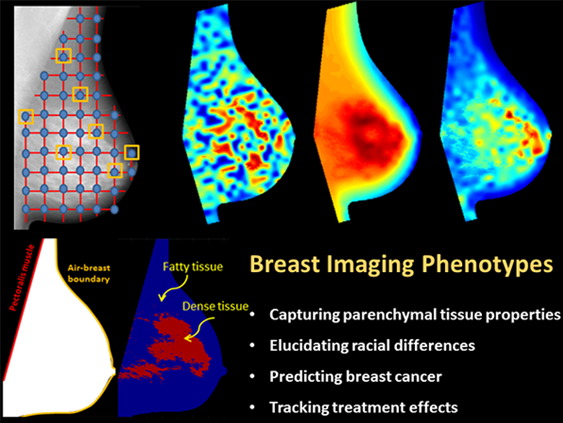 Pectoralis muscle
Air-breast
boundary
Fatty tissue
Dense tissue
Breast Imaging Phenotypes
• Capturing parenchymal tissue properties
• Elucidating racial differences
• Predicting breast cancer
• Tracking treatment effects